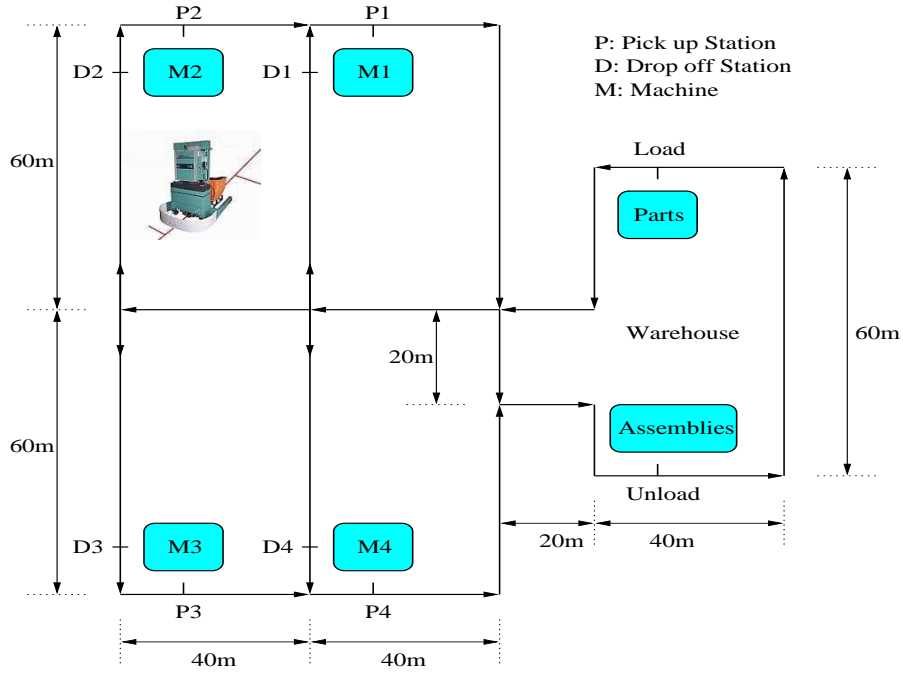 P2
P1
P: Pick up Station
D: Drop off Station
M: Machine
D2
M2
D1
M1
Load
60m
Parts
Warehouse
20m
60m
60m
Assemblies
Unload
D3
M3
D4
M4
20m
40m
P3
P4
40m
40m